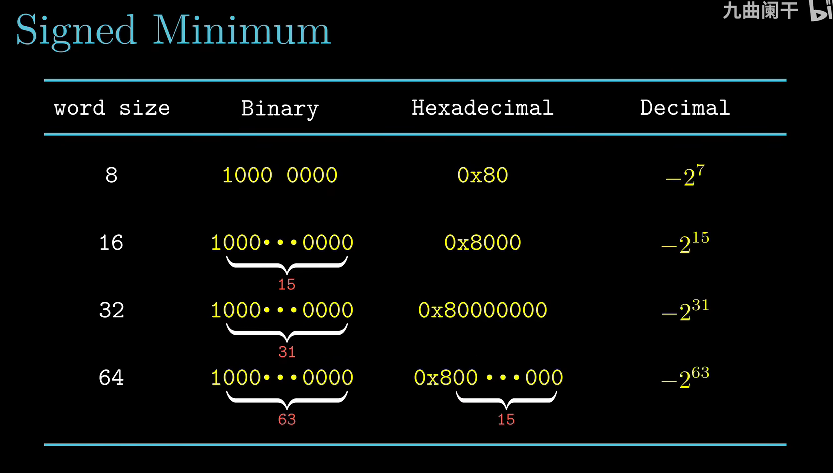 九曲阑干
Signed Minimum
word size Binary Hexadecimal Decimal
8 1000 0000 0x80 −2⁷
16 1000•••0000 0x8000 −2¹⁵
15
32 1000•••0000 0x80000000 −2³¹
31
64 1000•••0000 0x800 •••000 −2⁶³
63 15